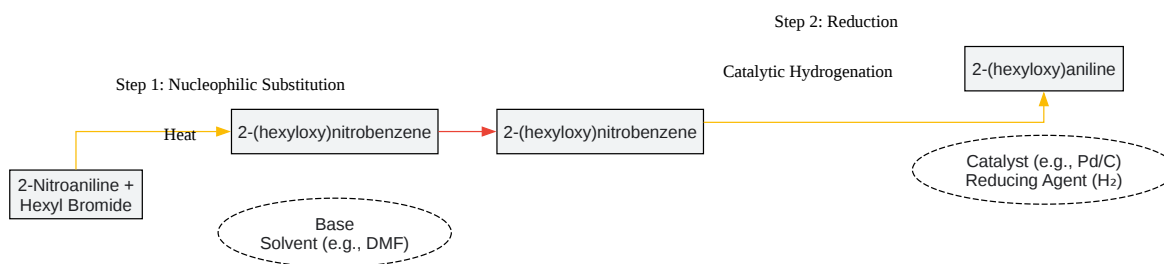 Step 2: Reduction
Step 1: Nucleophilic Substitution
Catalytic Hydrogenation
2-(hexyloxy)aniline
Heat
2-(hexyloxy)nitrobenzene
2-(hexyloxy)nitrobenzene
2-Nitroaniline +
Hexyl Bromide
Base
Solvent (e.g., DMF)
Catalyst (e.g., Pd/C)
Reducing Agent (H₂)